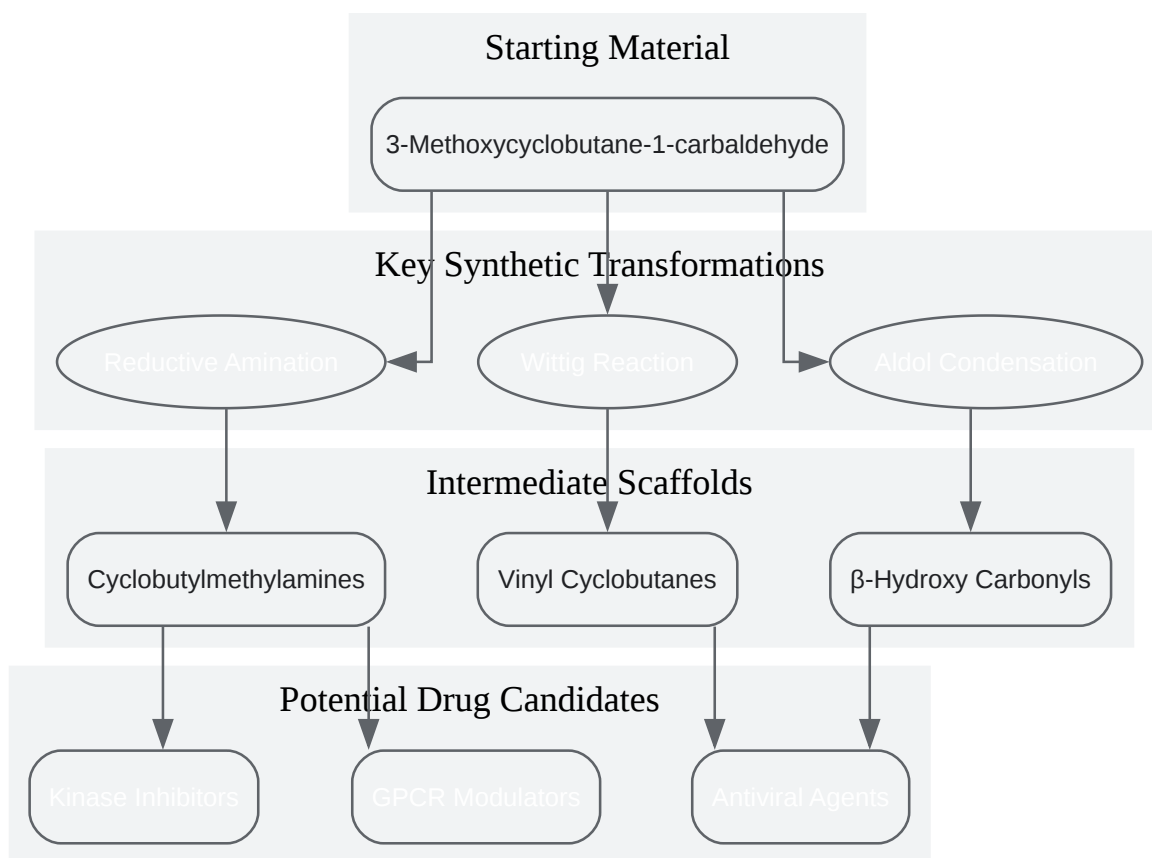 Starting Material
3-Methoxycyclobutane-1-carbaldehyde
Key Synthetic Transformations
Reductive Amination
Wittig Reaction
Aldol Condensation
Intermediate Scaffolds
Cyclobutylmethylamines
Vinyl Cyclobutanes
β-Hydroxy Carbonyls
Potential Drug Candidates
Kinase Inhibitors
GPCR Modulators
Antiviral Agents